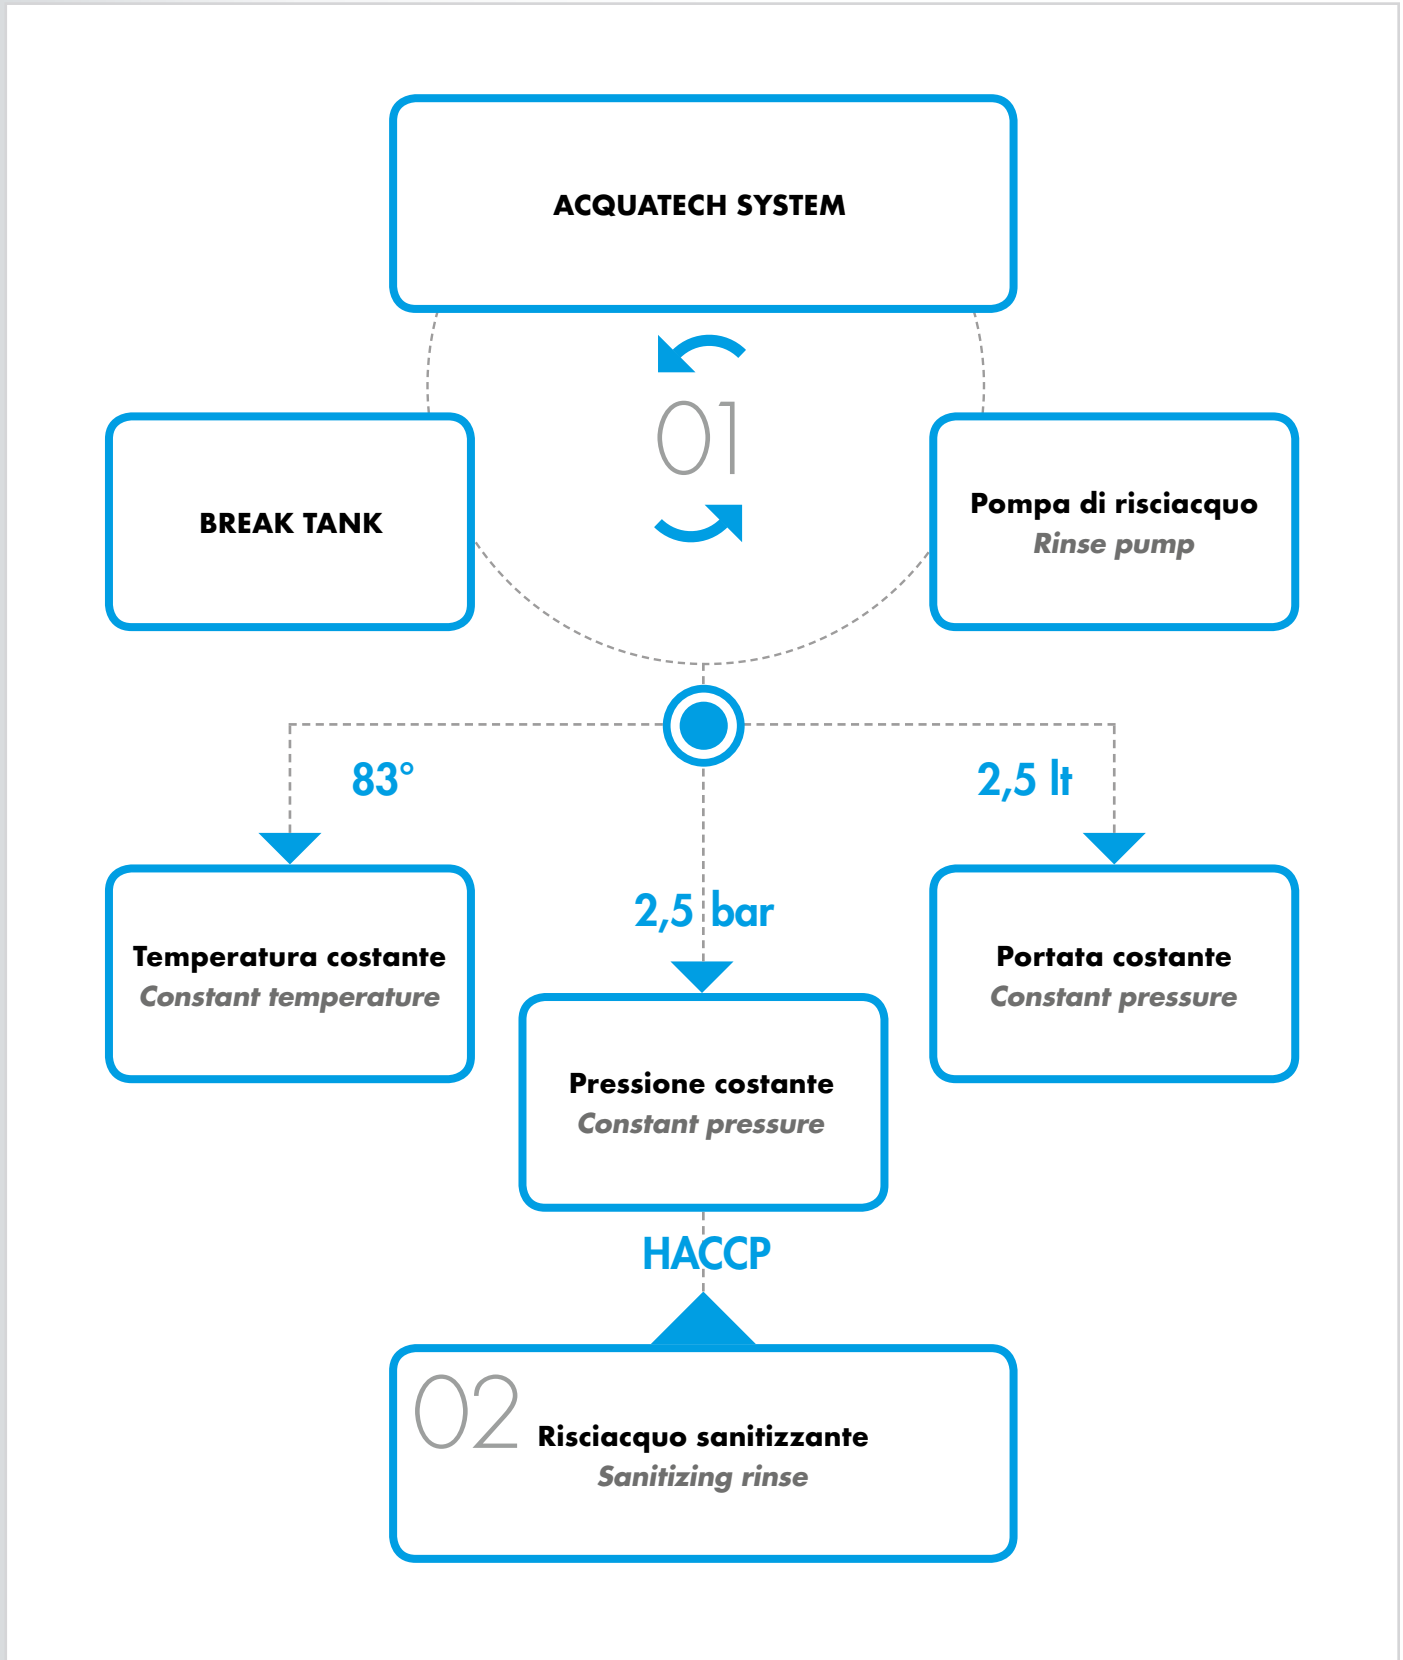 ACQUATECH SYSTEM
01
BREAK TANK
Pompa di risciacquo
Rinse pump
83°
2,5 lt
2,5 bar
Temperatura costante
Constant temperature
Portata costante
Constant pressure
Pressione costante
Constant pressure
HACCP
02
Risciacquo sanitizzante
Sanitizing rinse